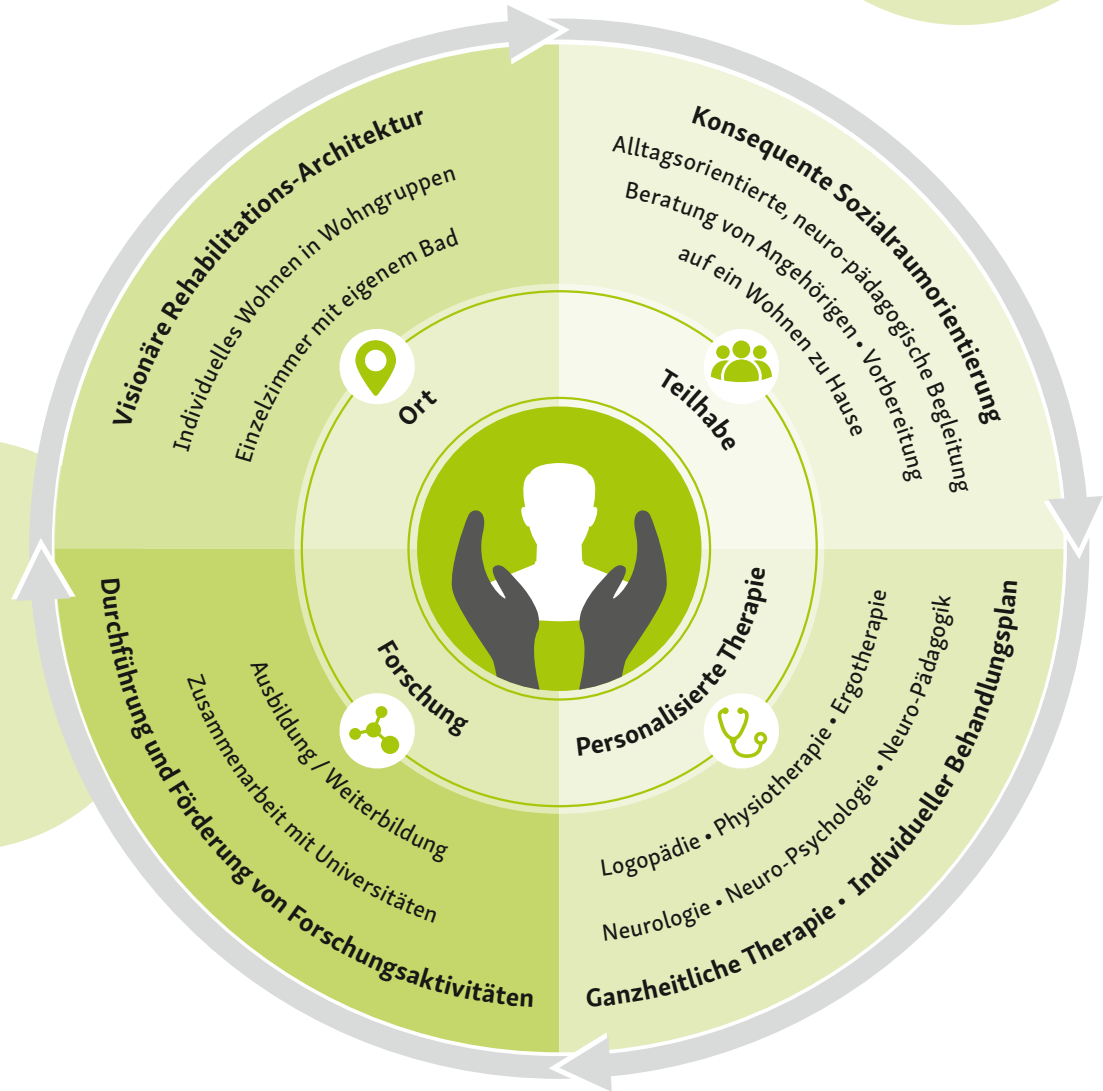 Visionäre Rehabilitations-Architektur
Individuelles Wohnen in Wohngruppen
Einzelzimmer mit eigenem Bad
Ort
Konsequente Sozialraumorientierung
Alltagsorientierte, neuro-pädagogische Begleitung
Beratung von Angehörigen • Vorbereitung
auf ein Wohnen zu Hause
Teilhabe
Personalisierte Therapie
Logopädie • Physiotherapie • Ergotherapie
Neurologie • Neuro-Psychologie • Neuro-Pädagogik
Ganzheitliche Therapie • Individueller Behandlungsplan
Forschung
Ausbildung / Weiterbildung
Zusammenarbeit mit Universitäten
Durchführung und Förderung von Forschungsaktivitäten